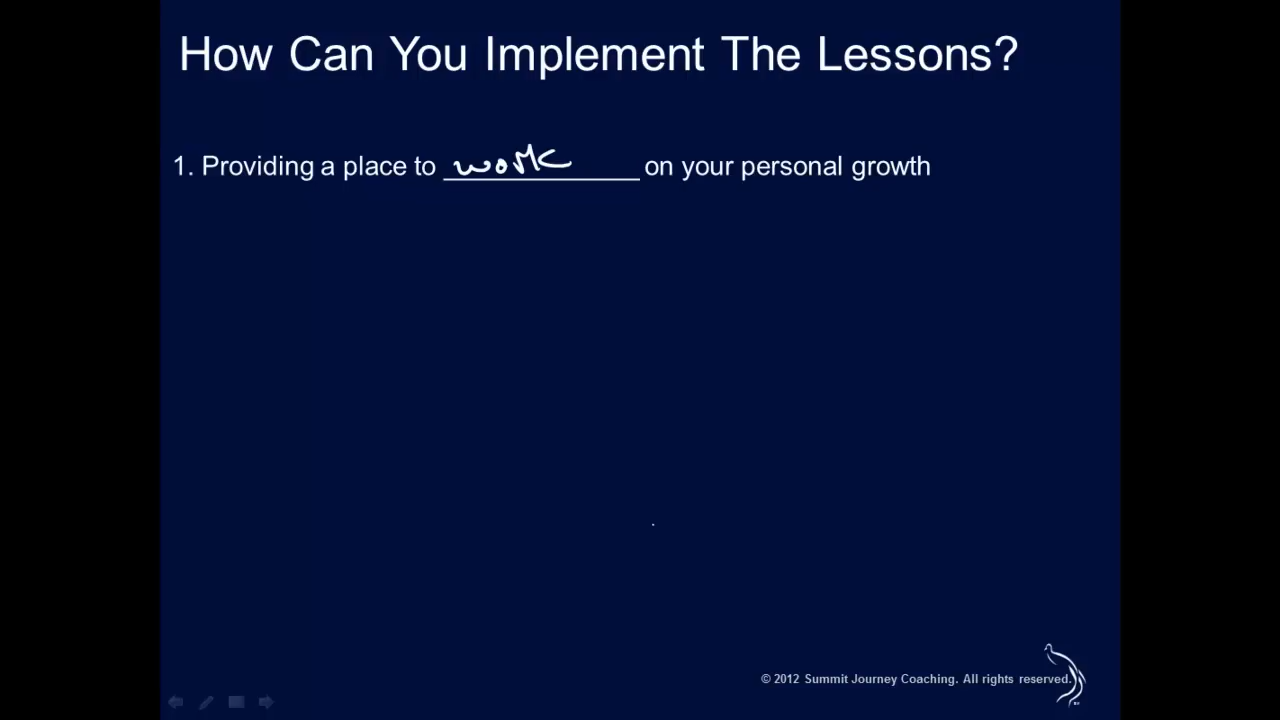 How Can You Implement The Lessons?
1. Providing a place to work on your personal growth
© 2012 Summit Journey Coaching. All rights reserved.